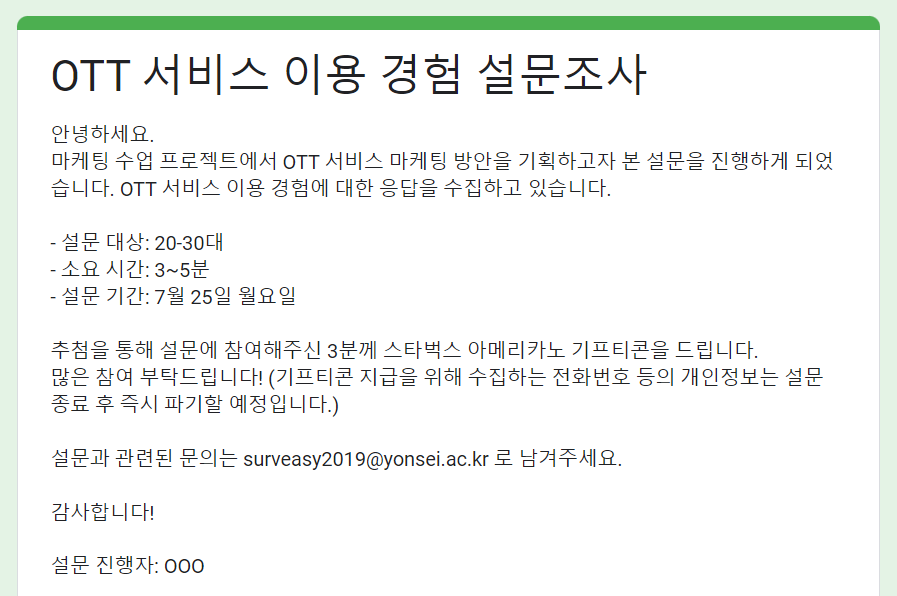 OTT 서비스 이용 경험 설문조사
안녕하세요.
마케팅 수업 프로젝트에서 OTT 서비스 마케팅 방안을 기획하고자 본 설문을 진행하게 되었
습니다. OTT 서비스 이용 경험에 대한 응답을 수집하고 있습니다.
- 설문 대상: 20-30대
- 소요 시간: 3~5분
- 설문 기간: 7월 25일 월요일
추첨을 통해 설문에 참여해주신 3분께 스타벅스 아메리카노 기프티콘을 드립니다.
많은 참여 부탁드립니다! (기프티콘 지급을 위해 수집하는 전화번호 등의 개인정보는 설문
종료 후 즉시 파기할 예정입니다.)
설문과 관련된 문의는 surveasy2019@yonsei.ac.kr 로 남겨주세요.
감사합니다!
설문 진행자: OOO